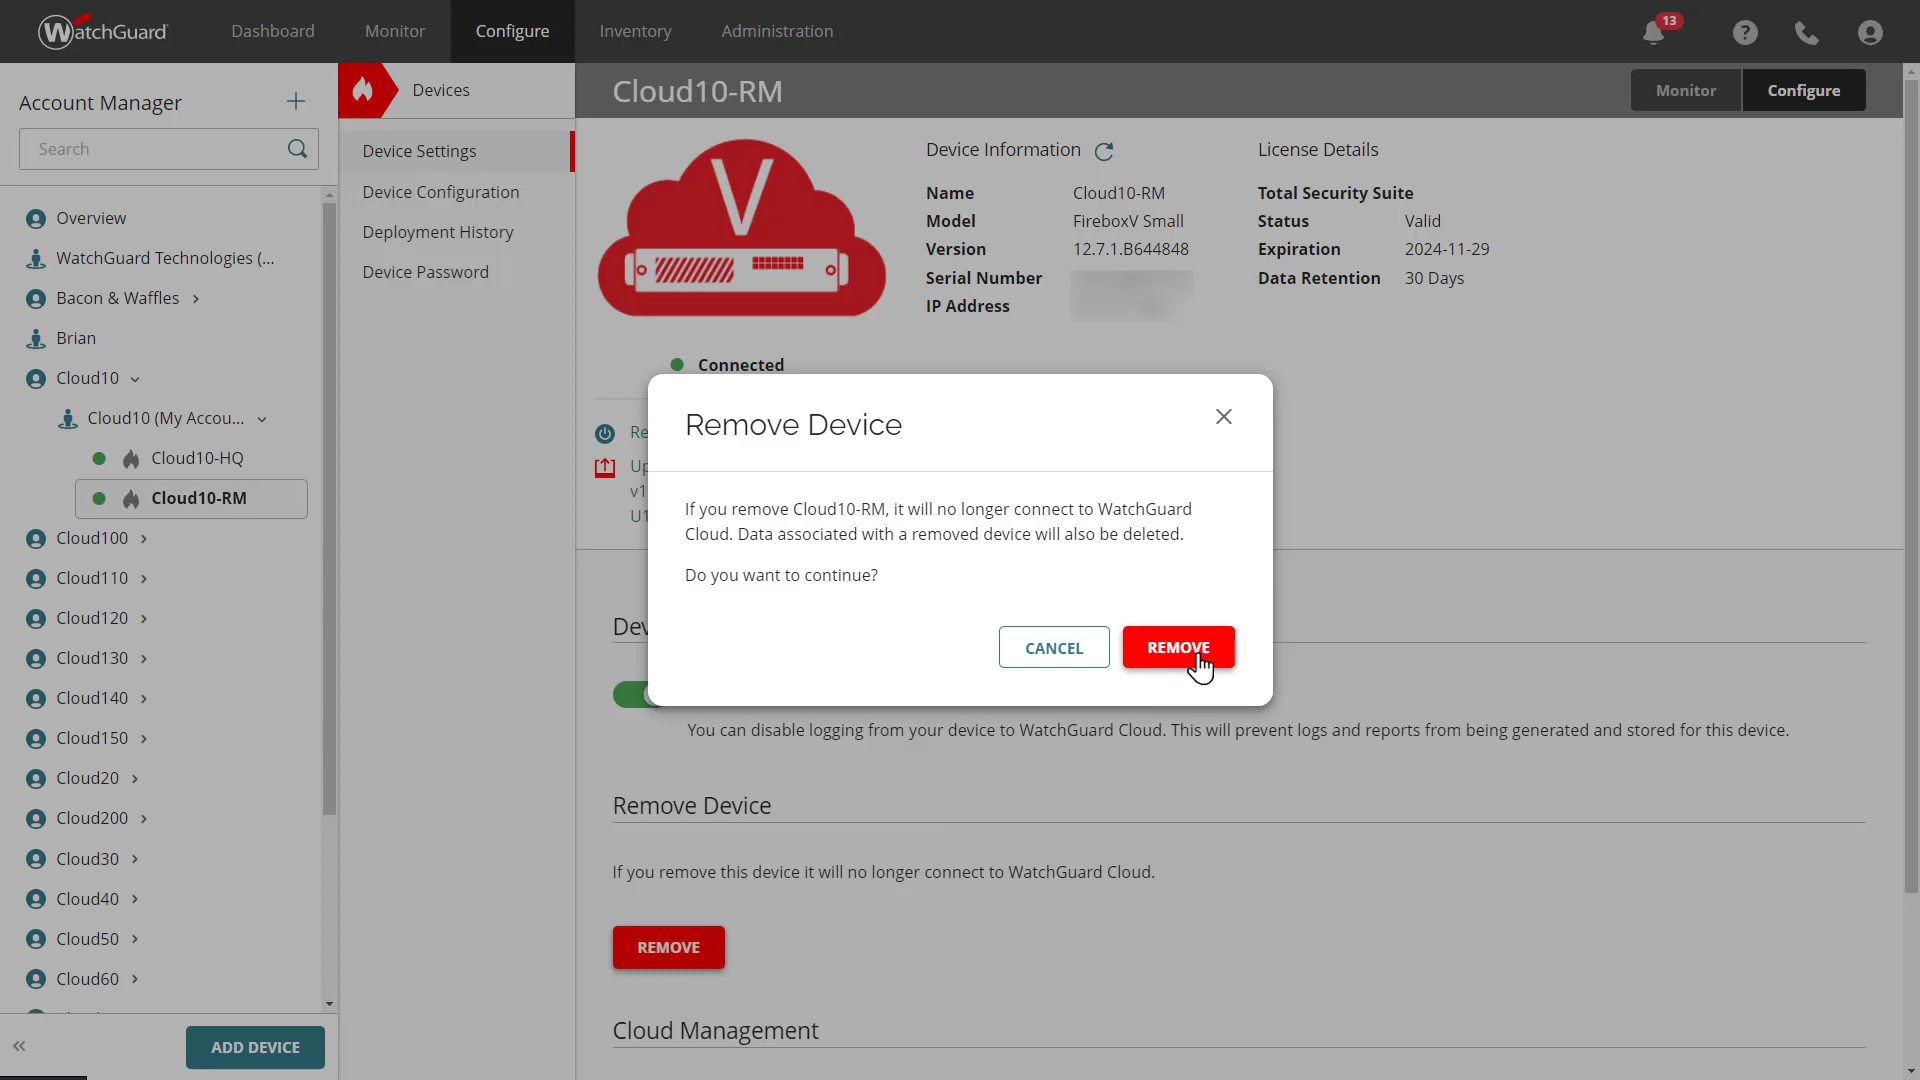 WatchGuard
Dashboard
Monitor
Configure
Inventory
Administration
13
?
Account Manager
Search
Overview
WatchGuard Technologies (...
Bacon & Waffles
Brian
Cloud10
Cloud10 (My Accou...
Cloud10-HQ
Cloud10-RM
Cloud100
Cloud110
Cloud120
Cloud130
Cloud140
Cloud150
Cloud20
Cloud200
Cloud30
Cloud40
Cloud50
Cloud60
ADD DEVICE
Devices
Device Settings
Device Configuration
Deployment History
Device Password
Cloud10-RM
Monitor
Configure
V
Device Information
Name Cloud10-RM
Model FireboxV Small
Version 12.7.1.B644848
Serial Number
IP Address
License Details
Total Security Suite
Status Valid
Expiration 2024-11-29
Data Retention 30 Days
Connected
Re
Up
v1
U1
Remove Device
If you remove Cloud10-RM, it will no longer connect to WatchGuard
Cloud. Data associated with a removed device will also be deleted.
Do you want to continue?
CANCEL
REMOVE
Dev
You can disable logging from your device to WatchGuard Cloud. This will prevent logs and reports from being generated and stored for this device.
Remove Device
If you remove this device it will no longer connect to WatchGuard Cloud.
REMOVE
Cloud Management